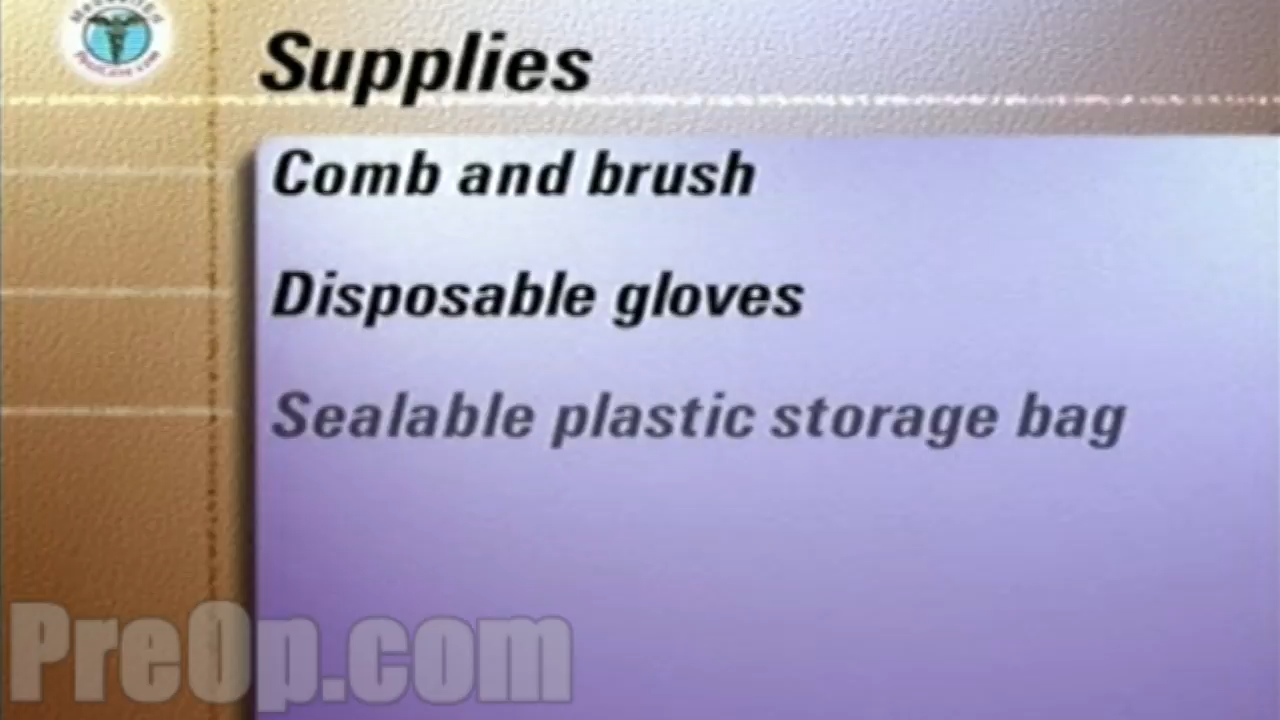 Supplies
Comb and brush
Disposable gloves
Sealable plastic storage bag
PreOp.com